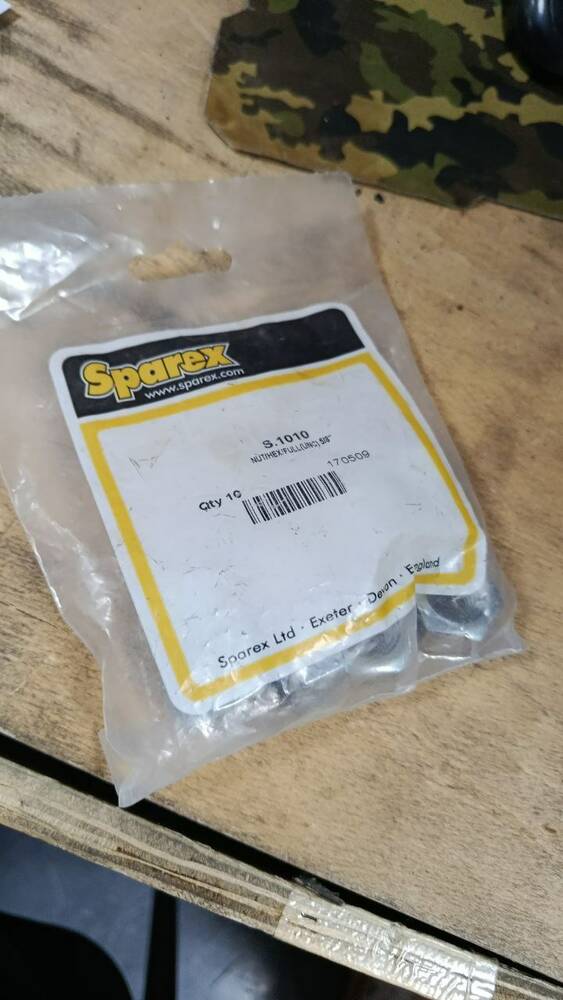 Sparex
www.sparex.com
S.1010
NUT/HEX/FULL(UNC) 5/8"
170509
Qty 10
Sparex Ltd · Exeter · Devon · England